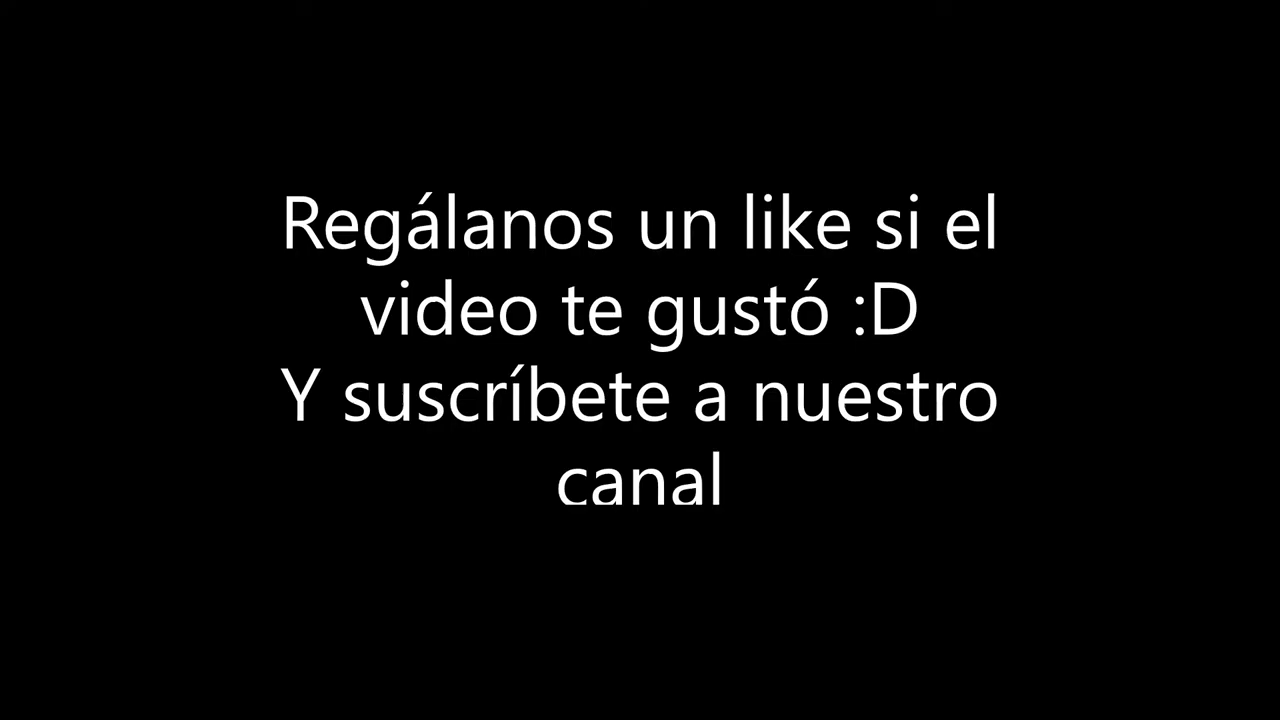 Regálanos un like si el
video te gustó :D
Y suscríbete a nuestro
canal